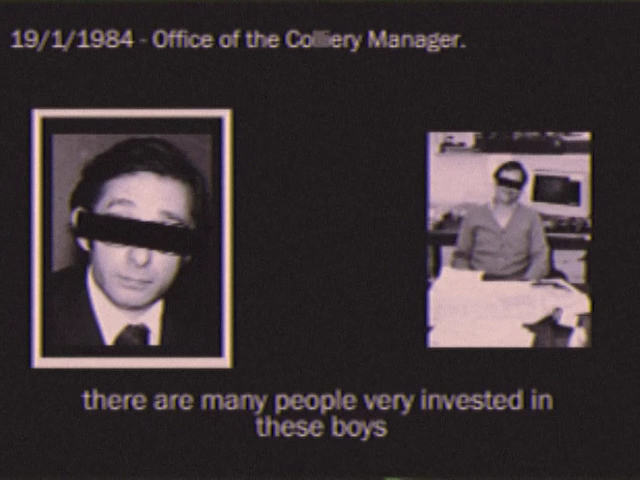 19/1/1984 - Office of the Colliery Manager.
there are many people very invested in
these boys